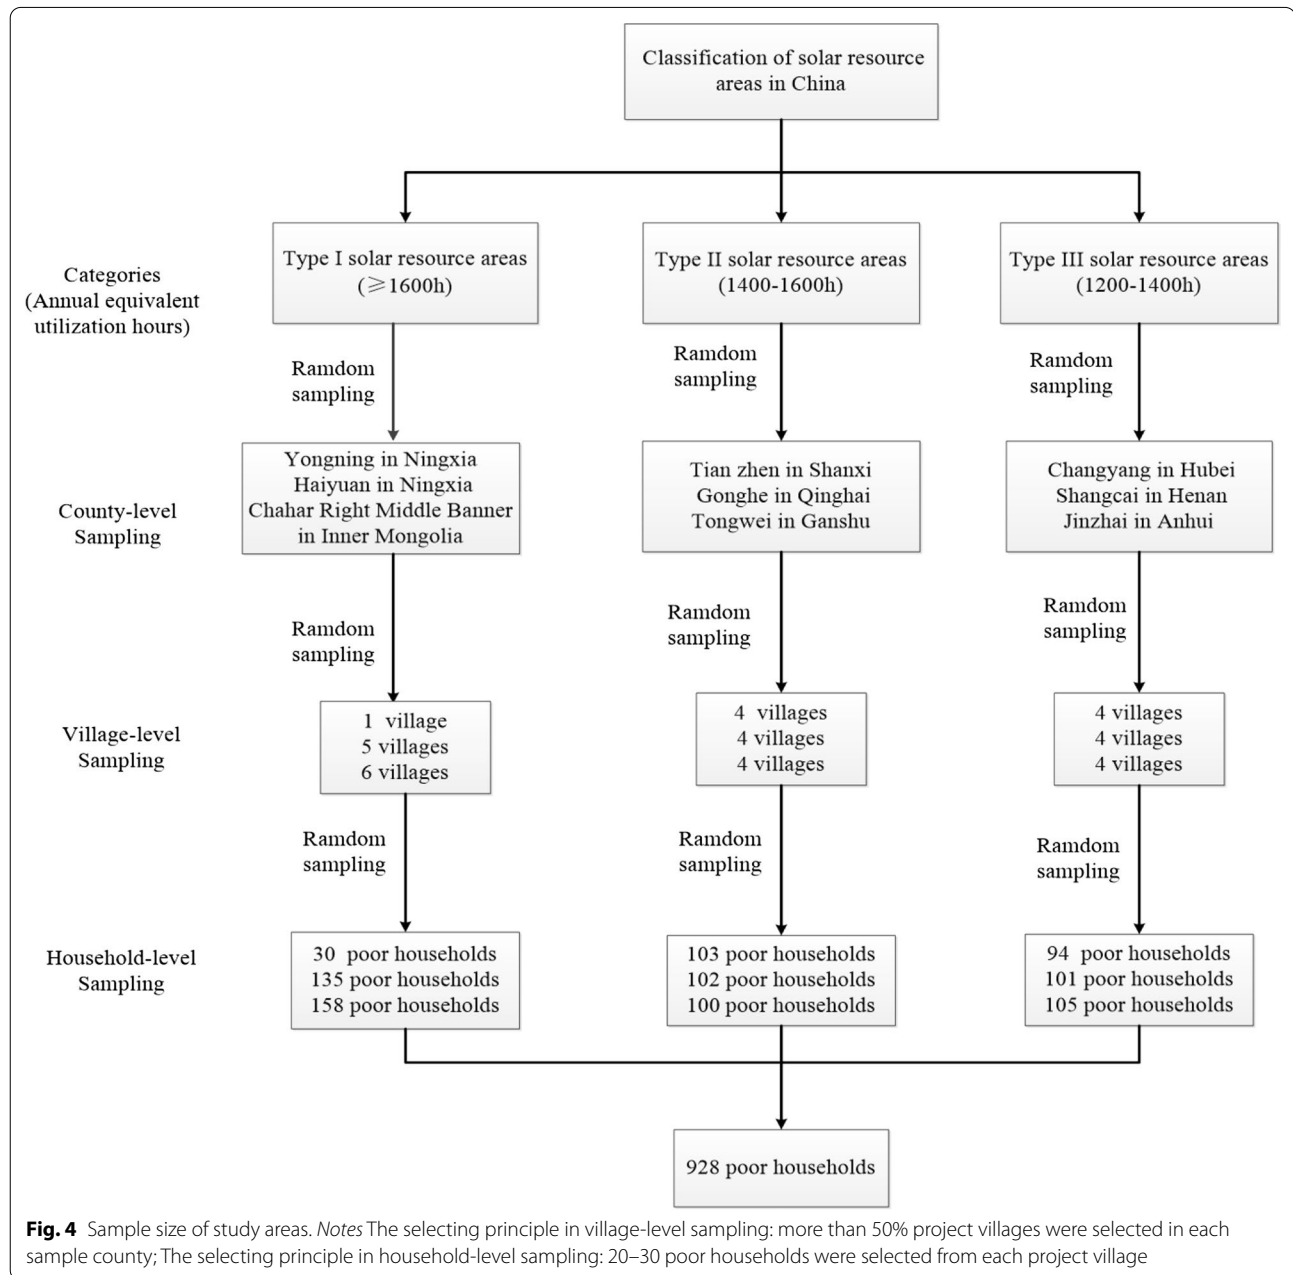 Classification of solar resource
areas in China
Categories
(Annual equivalent
utilization hours)
Type I solar resource areas
(⩾1600h)
Type II solar resource areas
(1400-1600h)
Type III solar resource areas
(1200-1400h)
Ramdom
sampling
Ramdom
sampling
Ramdom
sampling
County-level
Sampling
Yongning in Ningxia
Haiyuan in Ningxia
Chahar Right Middle Banner
in Inner Mongolia
Tian zhen in Shanxi
Gonghe in Qinghai
Tongwei in Ganshu
Changyang in Hubei
Shangcai in Henan
Jinzhai in Anhui
Ramdom
sampling
Ramdom
sampling
Ramdom
sampling
Village-level
Sampling
1 village
5 villages
6 villages
4 villages
4 villages
4 villages
4 villages
4 villages
4 villages
Ramdom
sampling
Ramdom
sampling
Ramdom
sampling
Household-level
Sampling
30 poor households
135 poor households
158 poor households
103 poor households
102 poor households
100 poor households
94 poor households
101 poor households
105 poor households
928 poor households
Fig. 4 Sample size of study areas. Notes The selecting principle in village-level sampling: more than 50% project villages were selected in each
sample county; The selecting principle in household-level sampling: 20–30 poor households were selected from each project village